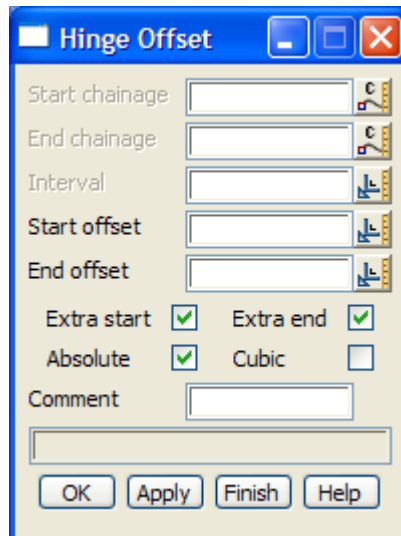 Hinge Offset
Start chainage
End chainage
Interval
Start offset
End offset
Extra start Extra end
Absolute Cubic
Comment
OK Apply Finish Help